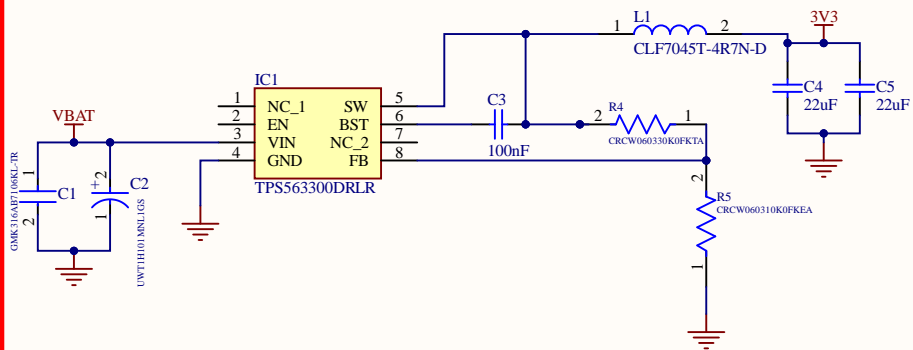 L1
1
2
3V3
CLF7045T-4R7N-D
IC1
1
NC_1
SW
5
2
EN
BST
6
3
VIN
NC_2
7
4
GND
FB
8
TPS563300DRLR
C3
100nF
R4
2
1
CRCW060330K0FKTA
C4
22uF
C5
22uF
VBAT
1
C1
2
GMK316AB7106KL-TR
+
2
C2
1
UWT1H101MNL1GS
2
R5
CRCW060310K0FKEA
1